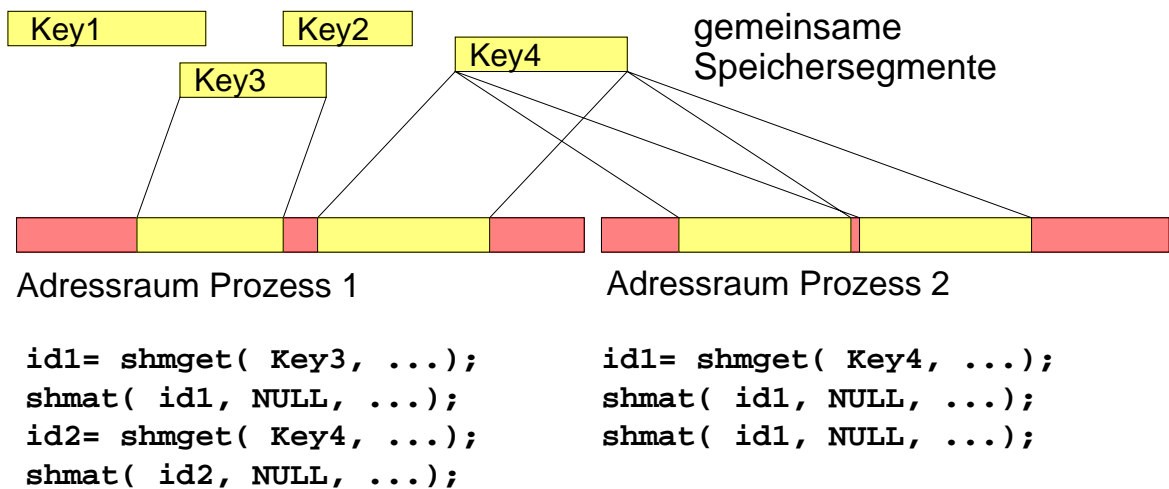 Key1
Key2
Key3
Key4
gemeinsame
Speichersegmente
Adressraum Prozess 1
id1= shmget( Key3, ...);
shmat( id1, NULL, ...);
id2= shmget( Key4, ...);
shmat( id2, NULL, ...);
Adressraum Prozess 2
id1= shmget( Key4, ...);
shmat( id1, NULL, ...);
shmat( id1, NULL, ...);